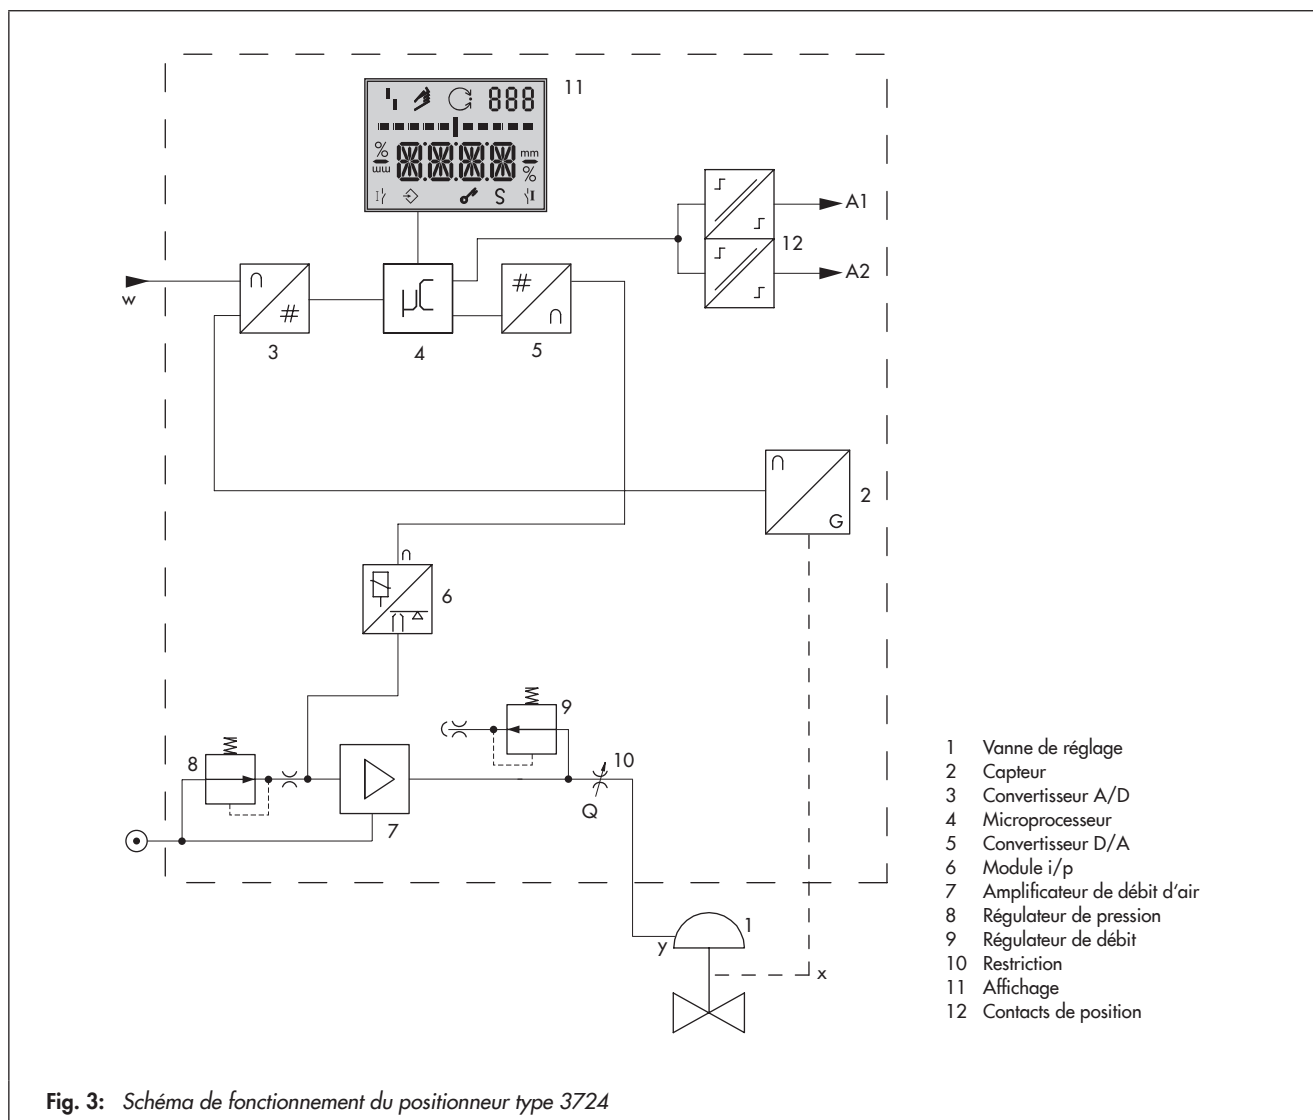 11
888
%
mm
mm
%
S
A1
12
A2
w
∩
#
µC
#
∩
3
4
5
∩
G
2
∩
6
9
8
10
7
Q
1
y
x
1 Vanne de réglage
2 Capteur
3 Convertisseur A/D
4 Microprocesseur
5 Convertisseur D/A
6 Module i/p
7 Amplificateur de débit d'air
8 Régulateur de pression
9 Régulateur de débit
10 Restriction
11 Affichage
12 Contacts de position
Fig. 3: Schéma de fonctionnement du positionneur type 3724